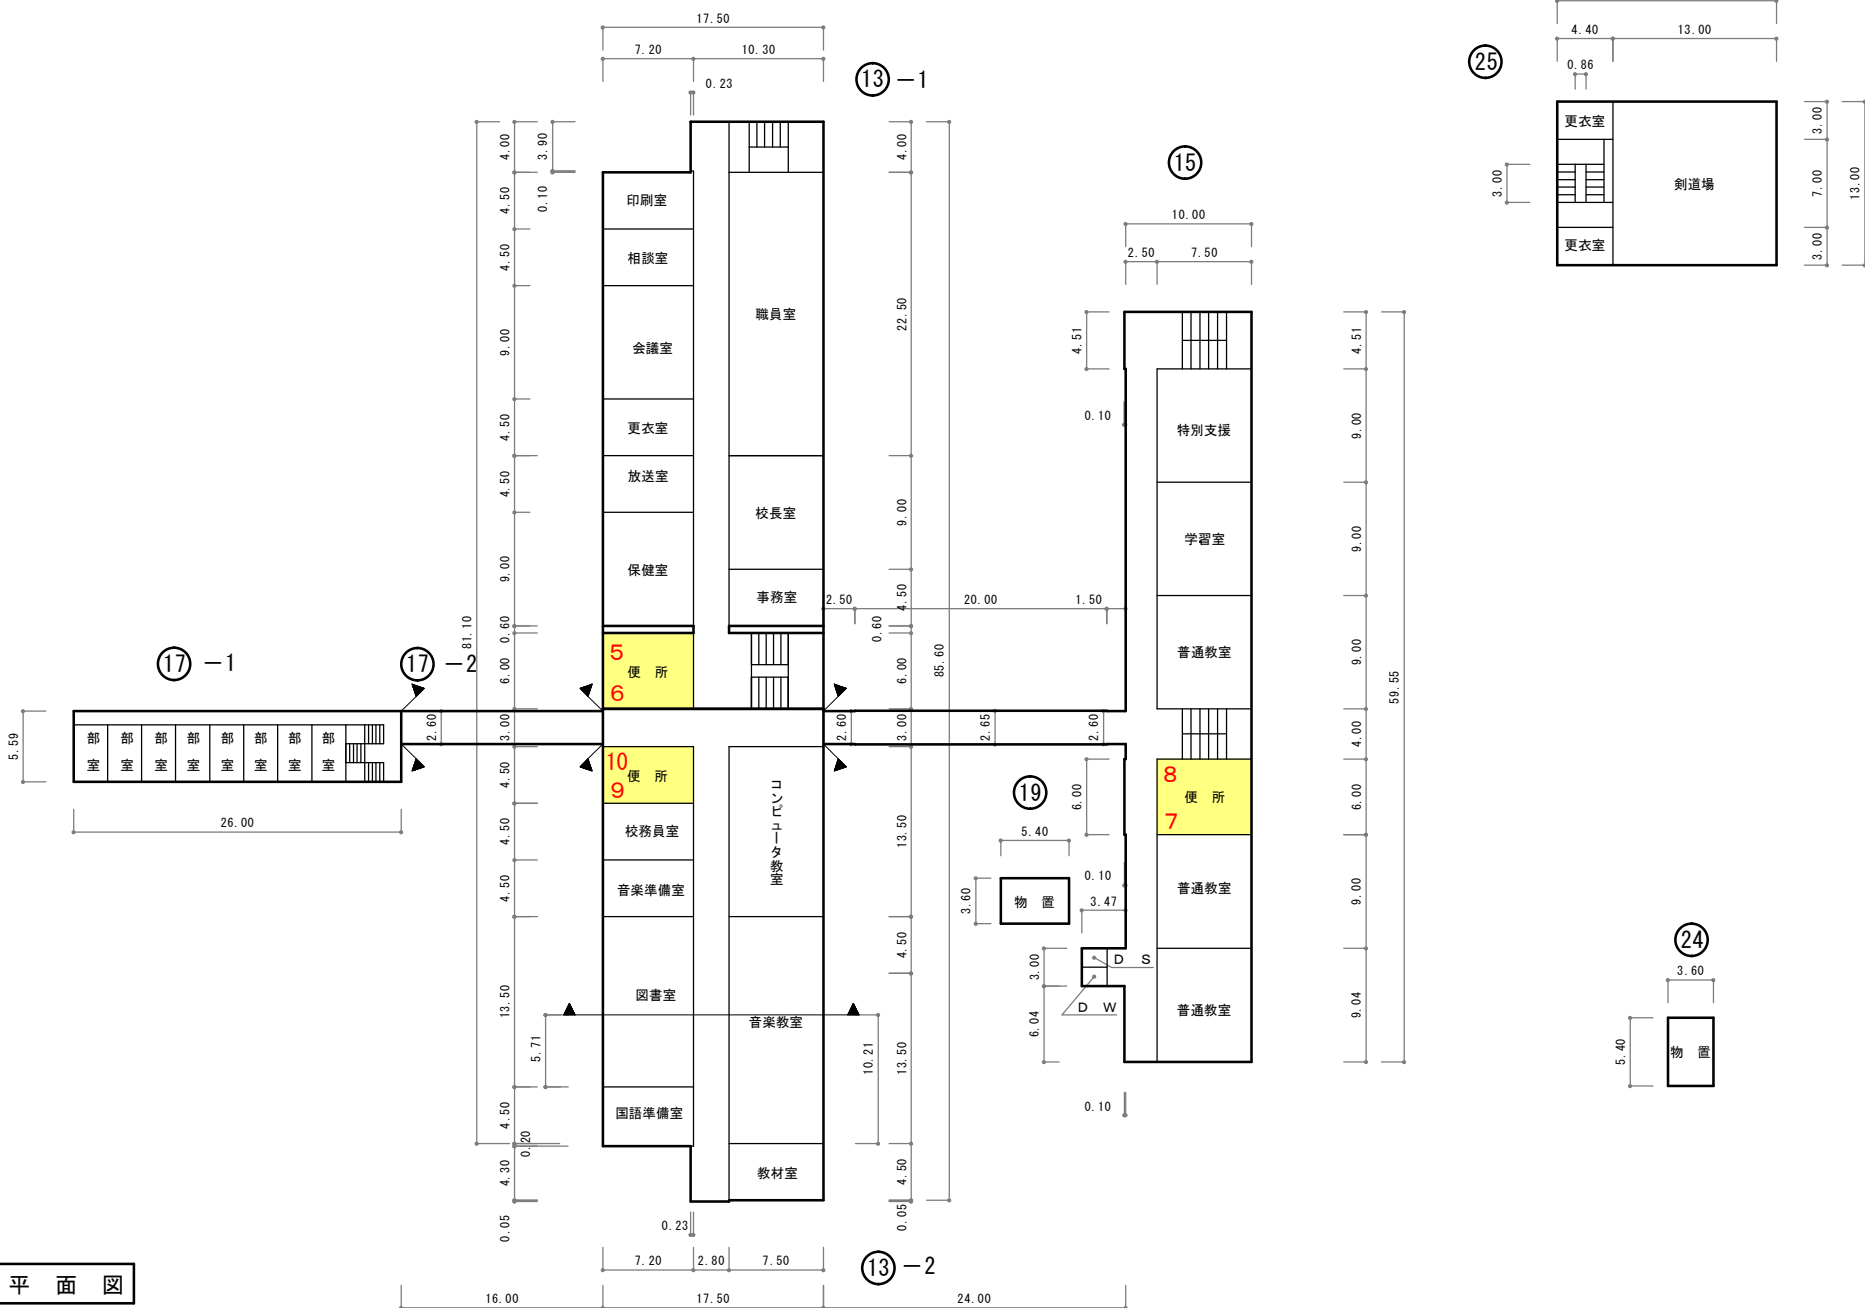 17.50
7.20
10.30
0.23
⑬－1
4.00
3.90
0.10
4.50
4.50
9.00
4.50
4.50
9.00
0.60
6.00
3.00
4.50
4.50
4.50
13.50
4.50
0.20
4.30
0.05
81.10
5.71
印刷室
相談室
会議室
更衣室
放送室
保健室
5
便　所
6
10
便　所
9
校務員室
音楽準備室
図書室
国語準備室
職員室
校長室
事務室
コンピュータ教室
音楽教室
教材室
4.00
22.50
9.00
4.50
0.60
6.00
3.00
13.50
4.50
13.50
4.50
0.05
85.60
10.21
2.50
20.00
1.50
2.60
2.65
2.60
⑰－1
⑰－2
5.59
部室
部室
部室
部室
部室
部室
部室
部室
2.60
26.00
0.23
7.20
2.80
7.50
⑬－2
16.00
17.50
24.00
⑮
10.00
2.50
7.50
4.51
0.10
特別支援
学習室
普通教室
8
便　所
7
普通教室
普通教室
4.51
9.00
9.00
9.00
4.00
6.00
9.00
9.04
59.55
6.00
0.10
3.47
3.00
6.04
D S
D W
0.10
⑲
5.40
3.60
物　置
㉕
4.40
13.00
0.86
更衣室
剣道場
更衣室
3.00
3.00
7.00
3.00
13.00
㉔
3.60
5.40
物　置
平　面　図